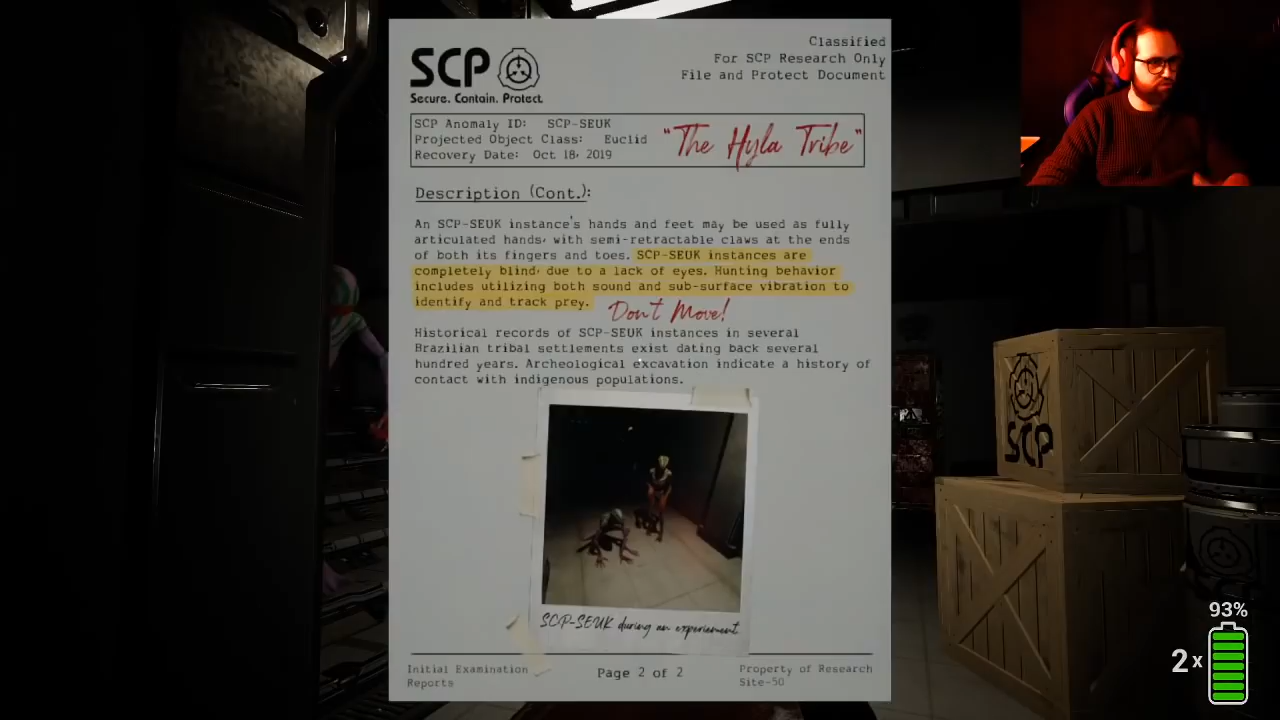 SCP
Secure. Contain. Protect.
Classified
For SCP Research Only
File and Protect Document
SCP Anomaly ID: SCP-SEUK
Projected Object Class: Euclid
Recovery Date: Oct 18, 2019
"The Hyla Tribe"
Description (Cont.):
An SCP-SEUK instance's hands and feet may be used as fully
articulated hands, with semi-retractable claws at the ends
of both its fingers and toes. SCP-SEUK instances are
completely blind, due to a lack of eyes. Hunting behavior
includes utilizing both sound and sub-surface vibration to
identify and track prey.
Don't Move!
Historical records of SCP-SEUK instances in several
Brazilian tribal settlements exist dating back several
hundred years. Archeological excavation indicate a history of
contact with indigenous populations.
SCP-SEUK during an experiement
Initial Examination
Reports
Page 2 of 2
Property of Research
Site-50
SCP
93%
2x